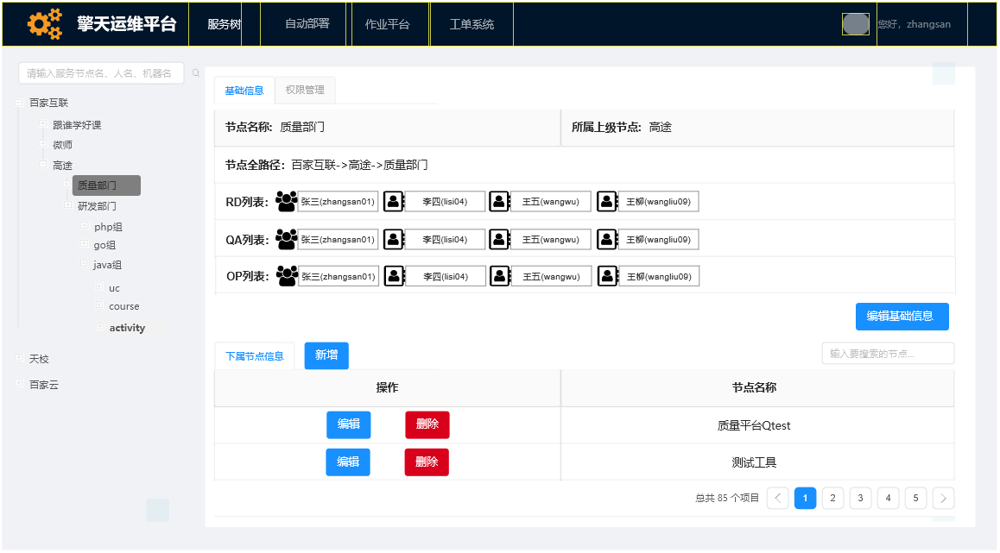 擎天运维平台 服务树 自动部署 作业平台 工单系统 您好，zhangsan
请输入服务节点名、人名、机器名
百家互联
跟谁学好课
微师
高途
质量部门
研发部门
php组
go组
java组
uc
course
activity
天校
百家云
基础信息 权限管理
节点名称: 质量部门 所属上级节点: 高途
节点全路径: 百家互联->高途->质量部门
RD列表: 张三(zhangsan01) 李四(lisi04) 王五(wangwu) 王柳(wangliu09)
QA列表: 张三(zhangsan01) 李四(lisi04) 王五(wangwu) 王柳(wangliu09)
OP列表: 张三(zhangsan01) 李四(lisi04) 王五(wangwu) 王柳(wangliu09)
编辑基础信息
下属节点信息 新增 输入要搜索的节点...
操作 节点名称
编辑 删除 质量平台Qtest
编辑 删除 测试工具
总共 85 个项目 1 2 3 4 5